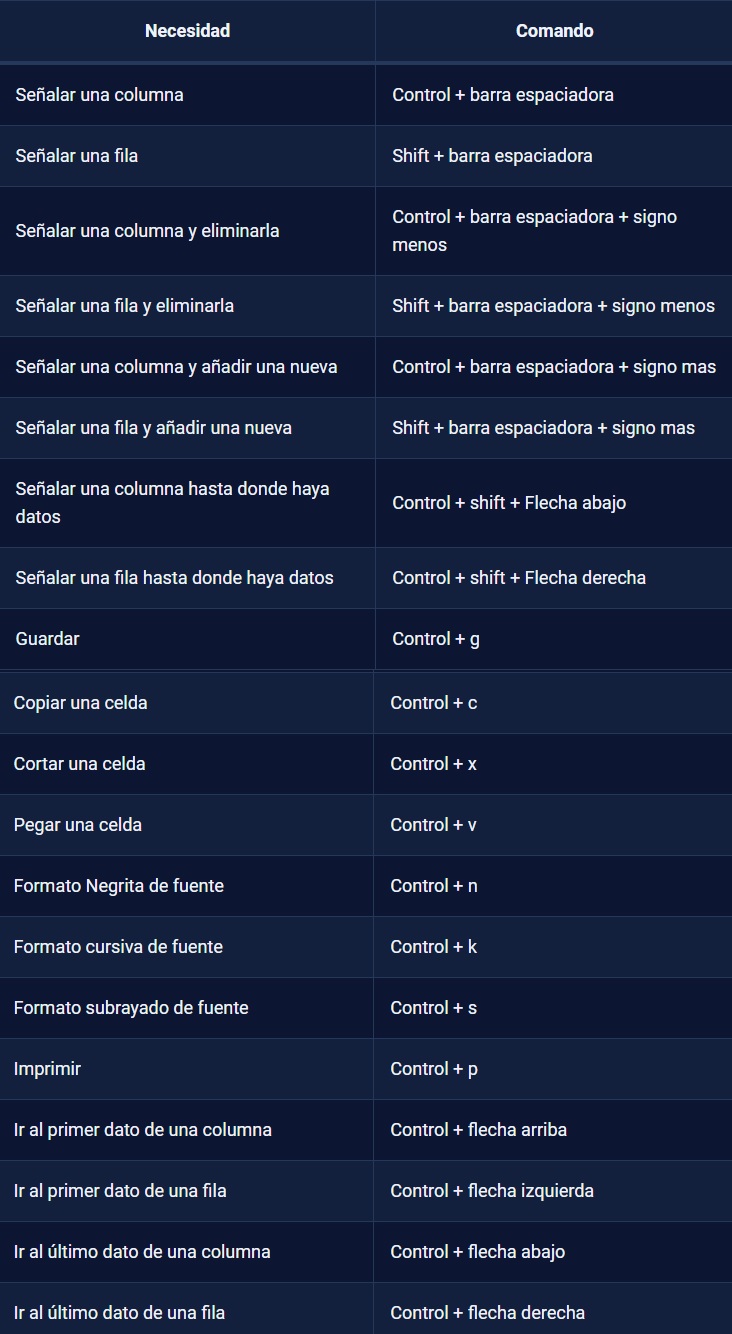 Necesidad Comando
Señalar una columna Control + barra espaciadora
Señalar una fila Shift + barra espaciadora
Señalar una columna y eliminarla Control + barra espaciadora + signo
menos
Señalar una fila y eliminarla Shift + barra espaciadora + signo menos
Señalar una columna y añadir una nueva Control + barra espaciadora + signo mas
Señalar una fila y añadir una nueva Shift + barra espaciadora + signo mas
Señalar una columna hasta donde haya
datos Control + shift + Flecha abajo
Señalar una fila hasta donde haya datos Control + shift + Flecha derecha
Guardar Control + g
Copiar una celda Control + c
Cortar una celda Control + x
Pegar una celda Control + v
Formato Negrita de fuente Control + n
Formato cursiva de fuente Control + k
Formato subrayado de fuente Control + s
Imprimir Control + p
Ir al primer dato de una columna Control + flecha arriba
Ir al primer dato de una fila Control + flecha izquierda
Ir al último dato de una columna Control + flecha abajo
Ir al último dato de una fila Control + flecha derecha